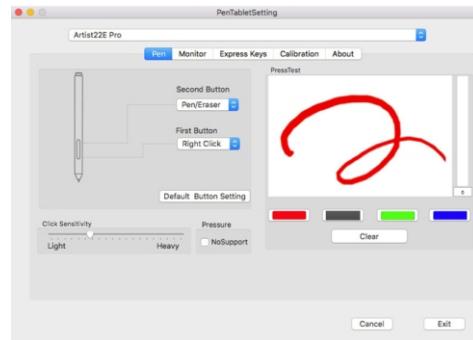 PenTabletSetting
Artist22E Pro
Pen Monitor Express Keys Calibration About
PressTest
Second Button
Pen/Eraser
First Button
Right Click
Default Button Setting
Click Sensitivity
Light Heavy
Pressure
NoSupport
0
Clear
Cancel Exit